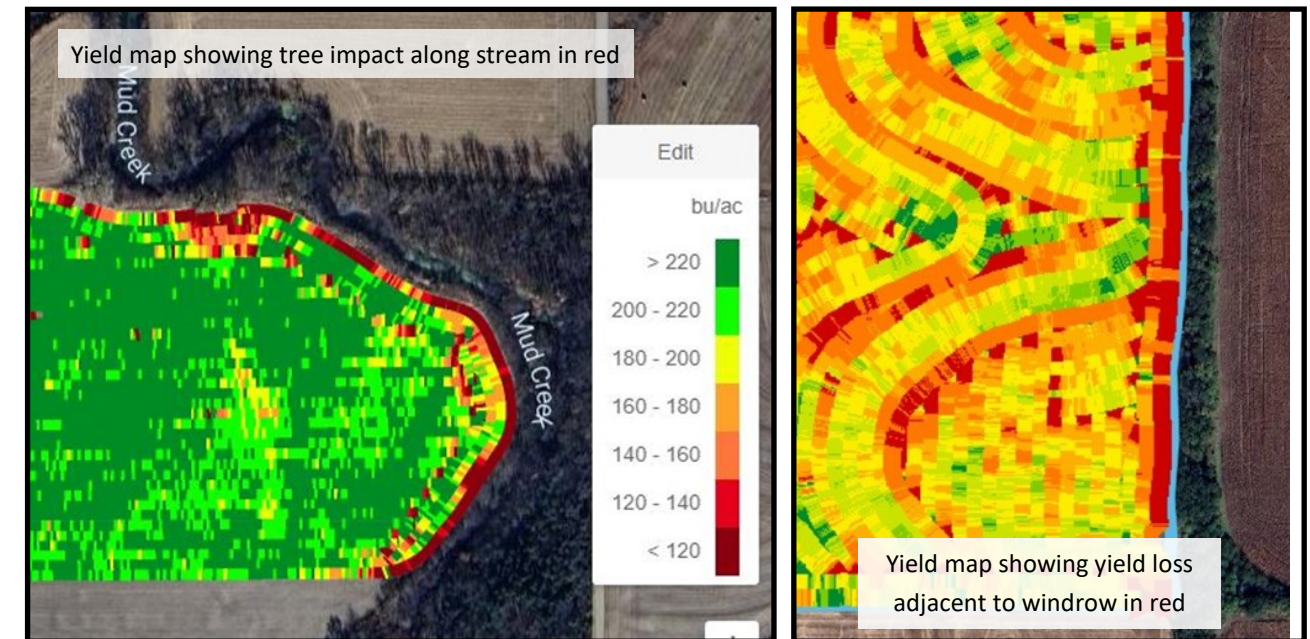 Yield map showing tree impact along stream in red
Mud Creek
Edit
bu/ac
> 220
200 - 220
180 - 200
160 - 180
140 - 160
120 - 140
< 120
Mud Creek
Yield map showing yield loss
adjacent to windrow in red